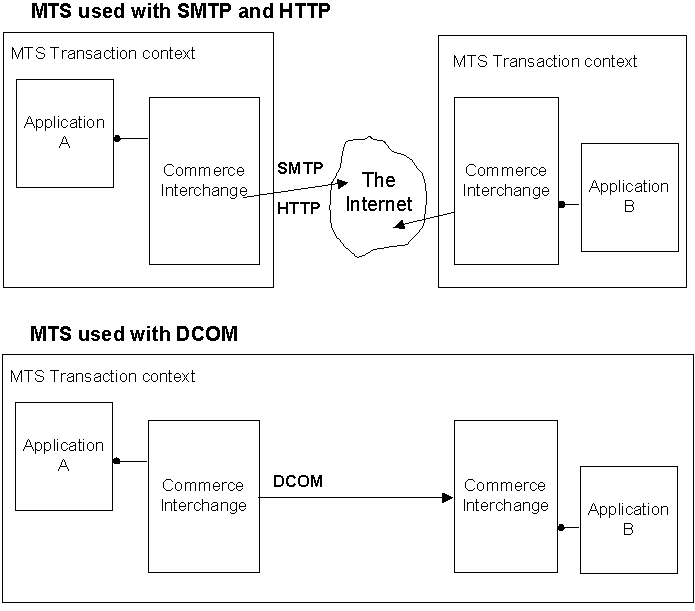 MTS used with SMTP and HTTP
MTS Transaction context
Application
A
Commerce
Interchange
SMTP
HTTP
The
Internet
MTS Transaction context
Commerce
Interchange
Application
B
MTS used with DCOM
MTS Transaction context
Application
A
Commerce
Interchange
DCOM
Commerce
Interchange
Application
B